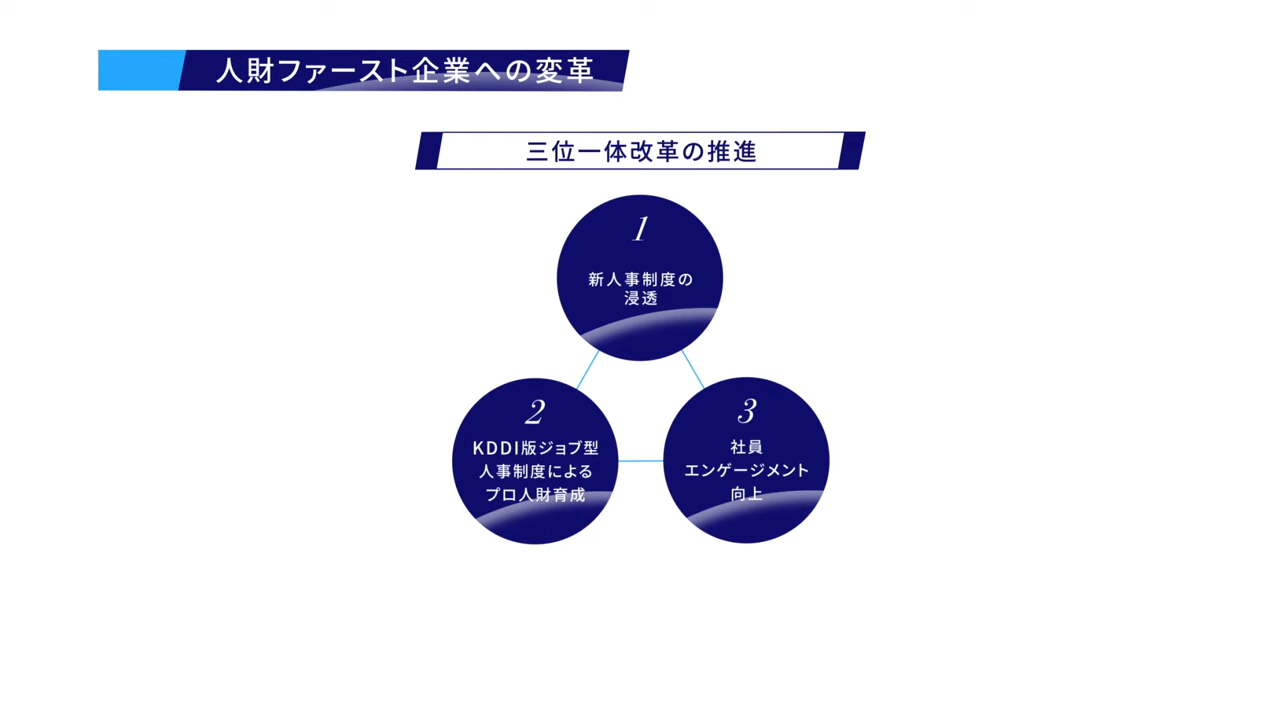 人財ファースト企業への変革
三位一体改革の推進
1
新人事制度の
浸透
2
KDDI版ジョブ型
人事制度による
プロ人財育成
3
社員
エンゲージメント
向上